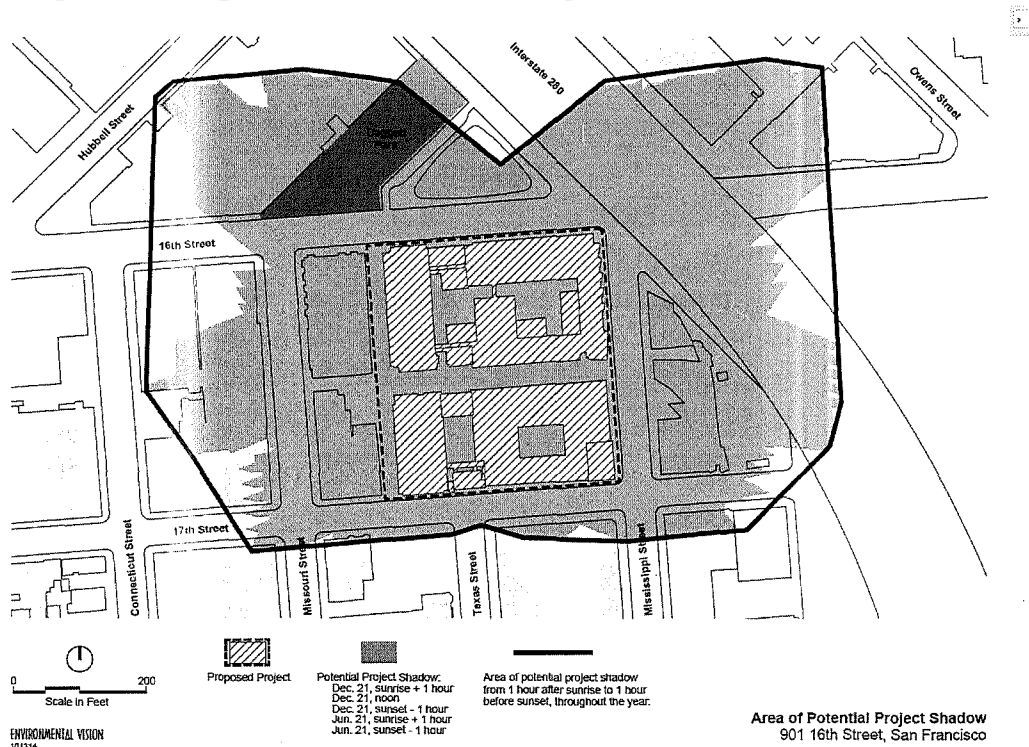 Interstate 280
Owens Street
Hubbell Street
16th Street
17th Street
Connecticut Street
Missouri Street
Texas Street
Mississippi Street
0 200
Scale in Feet
Proposed Project
Potential Project Shadow:
Dec. 21, sunrise + 1 hour
Dec. 21, noon
Dec. 21, sunset - 1 hour
Jun. 21, sunrise + 1 hour
Jun. 21, sunset - 1 hour
Area of potential project shadow
from 1 hour after sunrise to 1 hour
before sunset, throughout the year.
ENVIRONMENTAL VISION
Area of Potential Project Shadow
901 16th Street, San Francisco